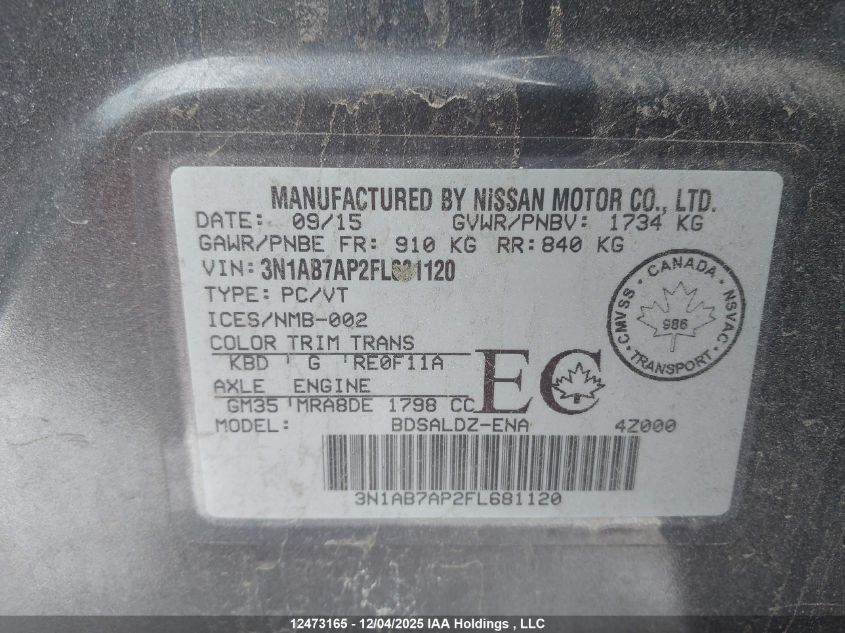 MANUFACTURED BY NISSAN MOTOR CO., LTD.
DATE: 09/15 GVWR/PNBV: 1734 KG
GAWR/PNBE FR: 910 KG RR:840 KG
VIN: 3N1AB7AP2FL681120
TYPE: PC/VT
ICES/NMB-002
CANADA
CMVSS NSVAC
986
TRANSPORT
COLOR TRIM TRANS
KBD G RE0F11A
AXLE ENGINE
GM35 MRA8DE 1798 CC
EC
MODEL: BDSALDZ-ENA 4Z000
3N1AB7AP2FL681120
12473165 - 12/04/2025 IAA Holdings , LLC